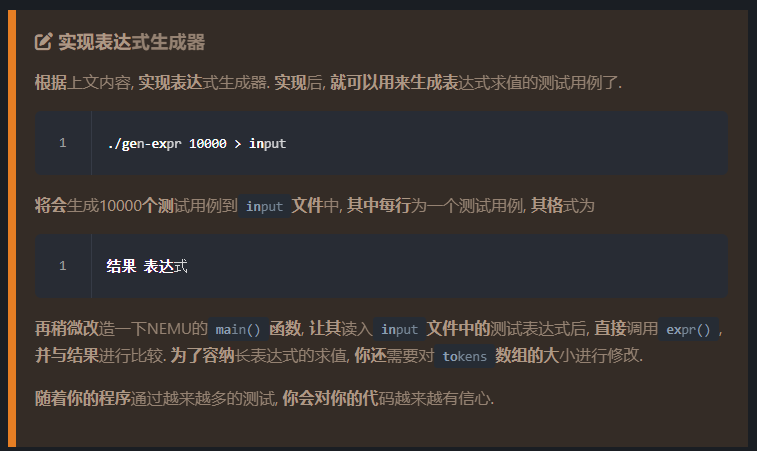 实现表达式生成器
根据上文内容, 实现表达式生成器. 实现后, 就可以用来生成表达式求值的测试用例了.
1 ./gen-expr 10000 > input
将会生成10000个测试用例到 input 文件中, 其中每行为一个测试用例, 其格式为
1 结果 表达式
再稍微改造一下NEMU的 main() 函数, 让其读入 input 文件中的测试表达式后, 直接调用 expr() ,
并与结果进行比较. 为了容纳长表达式的求值, 你还需要对 tokens 数组的大小进行修改.
随着你的程序通过越来越多的测试, 你会对你的代码越来越有信心.